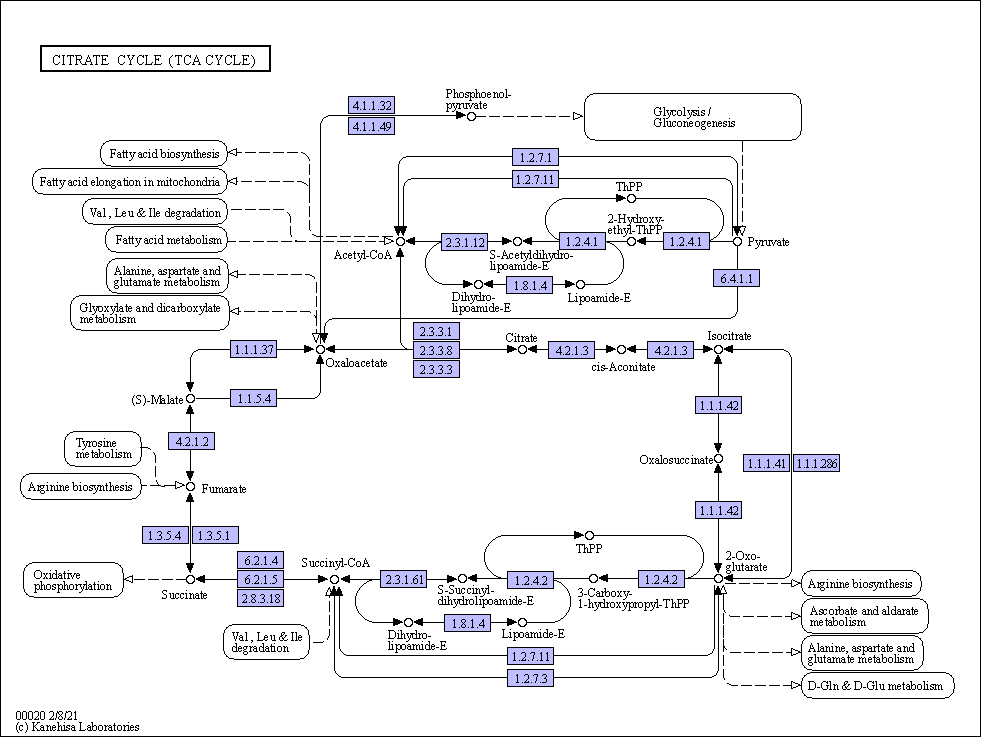 CITRATE CYCLE (TCA CYCLE)
Phosphoenol-
pyruvate
4.1.1.32
4.1.1.49
Glycolysis /
Gluconeogenesis
Fatty acid biosynthesis
Fatty acid elongation in mitochondria
Val, Leu & Ile degradation
Fatty acid metabolism
1.2.7.1
1.2.7.11
ThPP
2-Hydroxy-
ethyl-ThPP
Acetyl-CoA
2.3.1.12
S-Acetyldihydro-
lipoamide-E
1.2.4.1
1.2.4.1
Pyruvate
Alanine, aspartate and
glutamate metabolism
Dihydro-
lipoamide-E
1.8.1.4
Lipoamide-E
6.4.1.1
Glyoxylate and dicarboxylate
metabolism
1.1.1.37
Oxaloacetate
2.3.3.1
2.3.3.8
2.3.3.3
Citrate
4.2.1.3
cis-Aconitate
4.2.1.3
Isocitrate
(S)-Malate
1.1.5.4
1.1.1.42
Tyrosine
metabolism
4.2.1.2
Oxalosuccinate
1.1.1.41
1.1.1.286
Arginine biosynthesis
Fumarate
1.1.1.42
1.3.5.4
1.3.5.1
ThPP
2-Oxo-
glutarate
Oxidative
phosphorylation
Succinate
6.2.1.4
6.2.1.5
2.8.3.18
Succinyl-CoA
2.3.1.61
S-Succinyl-
dihydrolipoamide-E
1.2.4.2
3-Carboxy-
1-hydroxypropyl-ThPP
1.2.4.2
Arginine biosynthesis
Ascorbate and aldarate
metabolism
Val, Leu & Ile
degradation
Dihydro-
lipoamide-E
1.8.1.4
Lipoamide-E
Alanine, aspartate and
glutamate metabolism
1.2.7.11
1.2.7.3
D-Gln & D-Glu metabolism
00020 2/8/21
(c) Kanehisa Laboratories